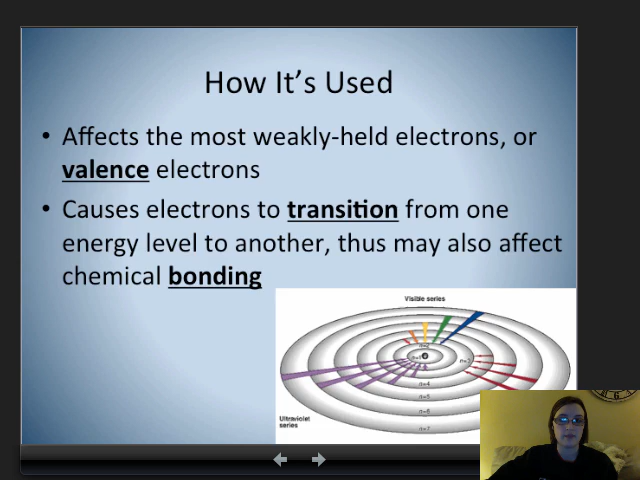 How It's Used
• Affects the most weakly-held electrons, or
valence electrons
• Causes electrons to transition from one
energy level to another, thus may also affect
chemical bonding
Visible series
n=4
n=5
n=6
n=7
Ultraviolet
series